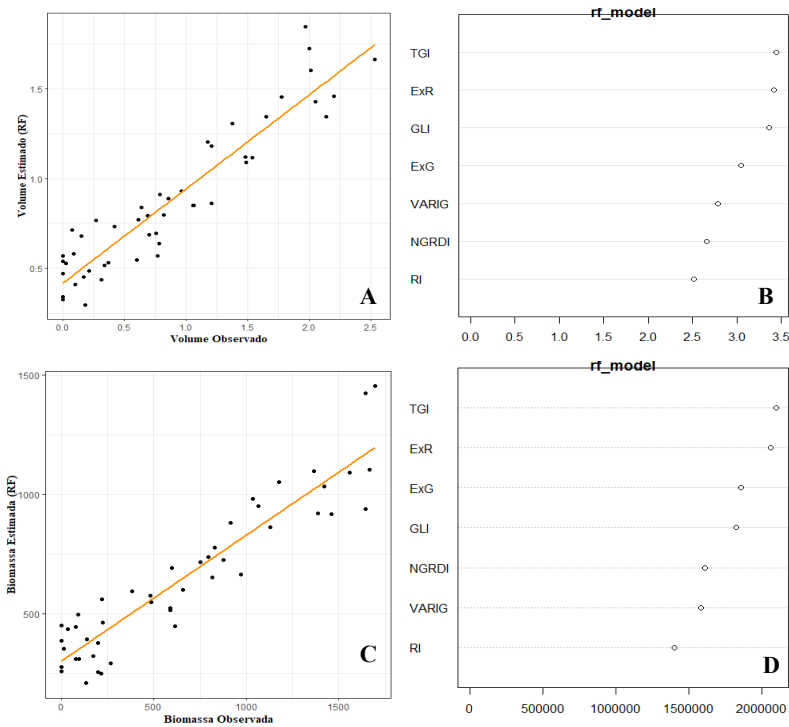 Volume Estimado (RF)
1.5
1.0
0.5
0.0 0.5 1.0 1.5 2.0 2.5
Volume Observado
A
rf_model
TGI
ExR
GLI
ExG
VARIG
NGRDI
RI
B
0.0 0.5 1.0 1.5 2.0 2.5 3.0 3.5
Biomassa Estimada (RF)
1500
1000
500
0 500 1000 1500
Biomassa Observada
C
rf_model
TGI
ExR
ExG
GLI
NGRDI
VARIG
RI
D
0 500000 1000000 1500000 2000000